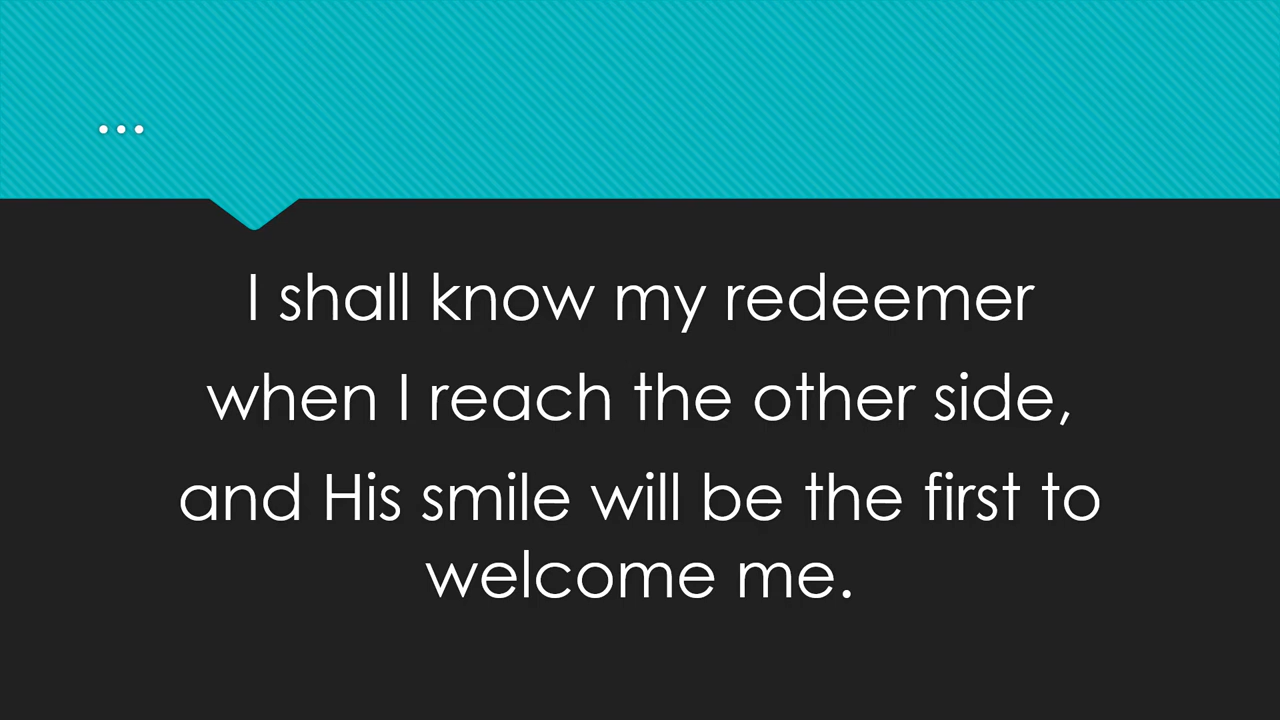 ...
I shall know my redeemer
when I reach the other side,
and His smile will be the first to
welcome me.